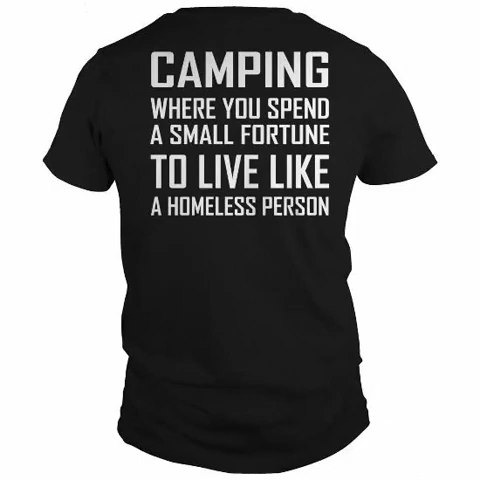 CAMPING
WHERE YOU SPEND
A SMALL FORTUNE
TO LIVE LIKE
A HOMELESS PERSON